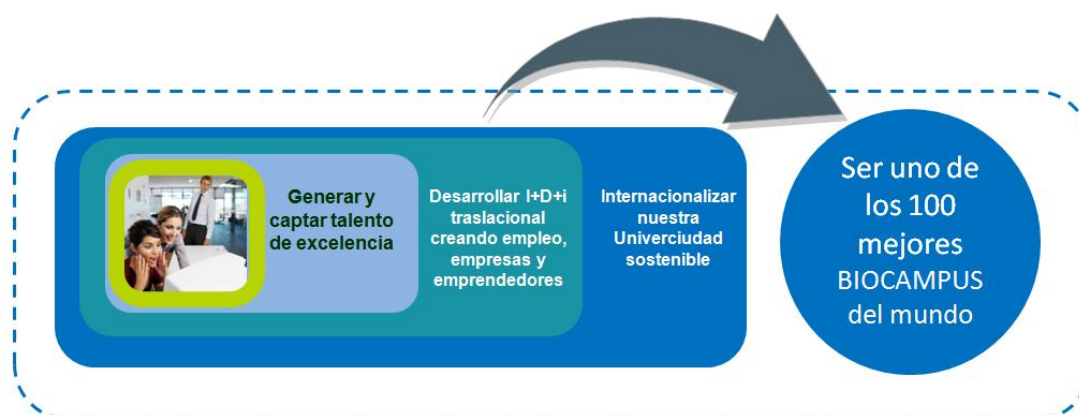 Generar y
captar talento
de excelencia
Desarrollar I+D+i
traslacional
creando empleo,
empresas y
emprendedores
Internacionalizar
nuestra
Univerciudad
sostenible
Ser uno de
los 100
mejores
BIOCAMPUS
del mundo